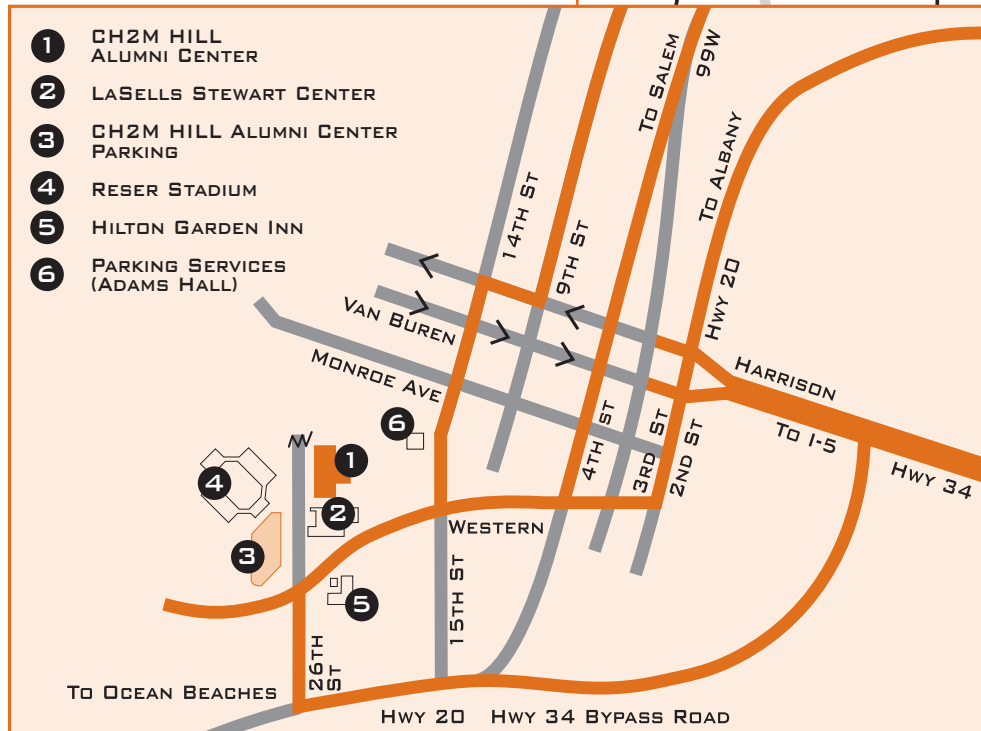 1 CH2M HILL
ALUMNI CENTER
2 LASELLS STEWART CENTER
3 CH2M HILL ALUMNI CENTER
PARKING
4 RESER STADIUM
5 HILTON GARDEN INN
6 PARKING SERVICES
(ADAMS HALL)
TO SALEM
99W
TO ALBANY
HWY 20
14TH ST
9TH ST
VAN BUREN
MONROE AVE
HARRISON
TO I-5
HWY 34
4TH ST
3RD ST
2ND ST
6
1
4
2
3
5
WESTERN
15TH ST
26TH
ST
TO OCEAN BEACHES
HWY 20 HWY 34 BYPASS ROAD